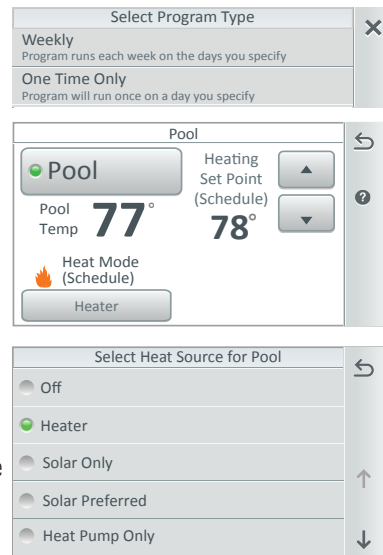 Select Program Type
Weekly
Program runs each week on the days you specify
One Time Only
Program will run once on a day you specify
Pool
Pool
Heating
Set Point
(Schedule)
78°
Pool
Temp
77°
Heat Mode
(Schedule)
Heater
Select Heat Source for Pool
Off
Heater
Solar Only
e
Solar Preferred
Heat Pump Only